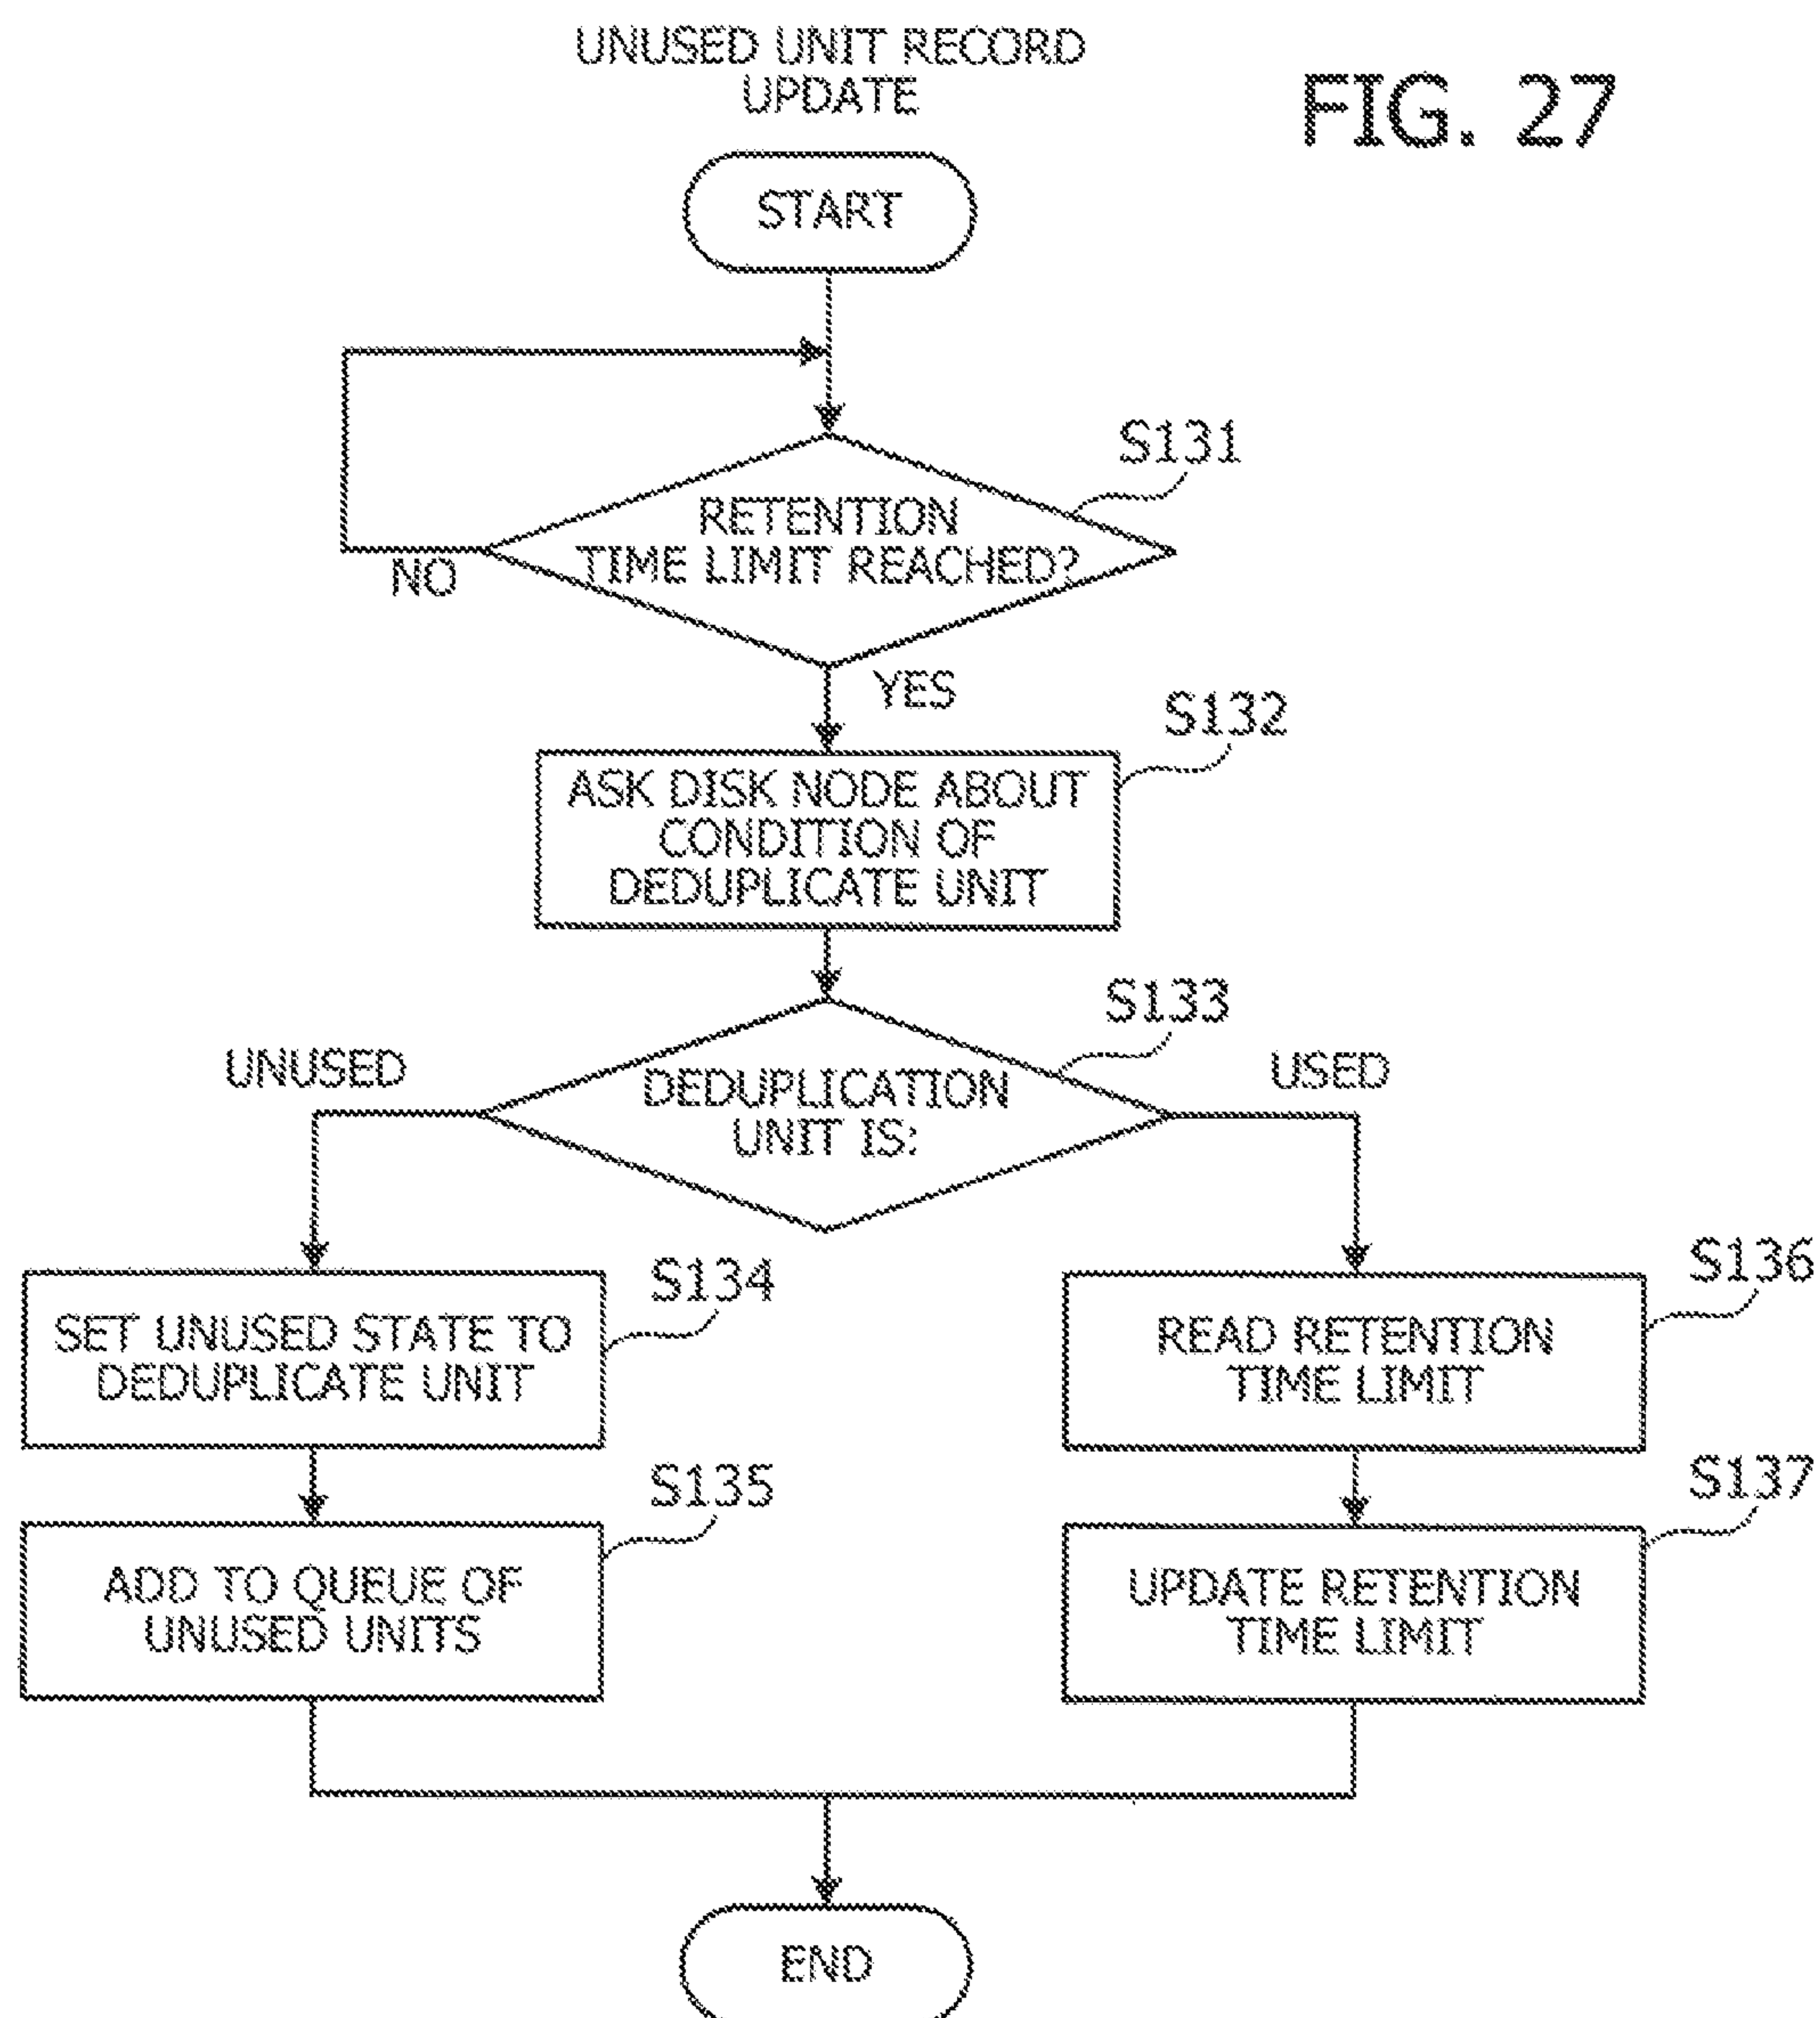 UNUSED UNIT RECORD
UPDATE
FIG. 27
START
S131
RETENTION
TIME LIMIT REACHED?
NO
YES
S132
ASK DISK NODE ABOUT
CONDITION OF
DEDUPLICATE UNIT
S133
UNUSED
USED
DEDUPLICATION
UNIT IS:
S134
SET UNUSED STATE TO
DEDUPLICATE UNIT
S136
READ RETENTION
TIME LIMIT
S135
ADD TO QUEUE OF
UNUSED UNITS
S137
UPDATE RETENTION
TIME LIMIT
END